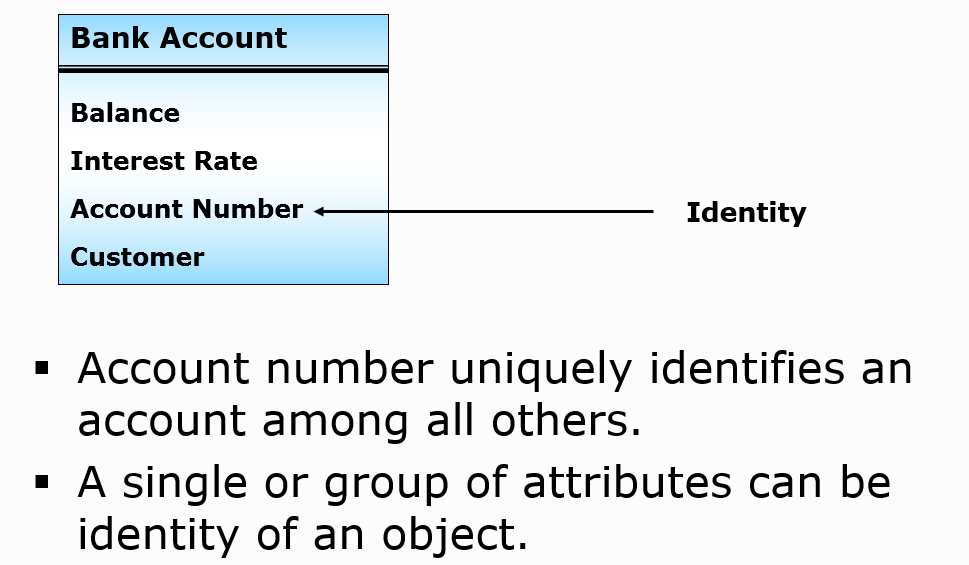 Bank Account
Balance
Interest Rate
Account Number
Identity
Customer
▪ Account number uniquely identifies an
account among all others.
▪ A single or group of attributes can be
identity of an object.